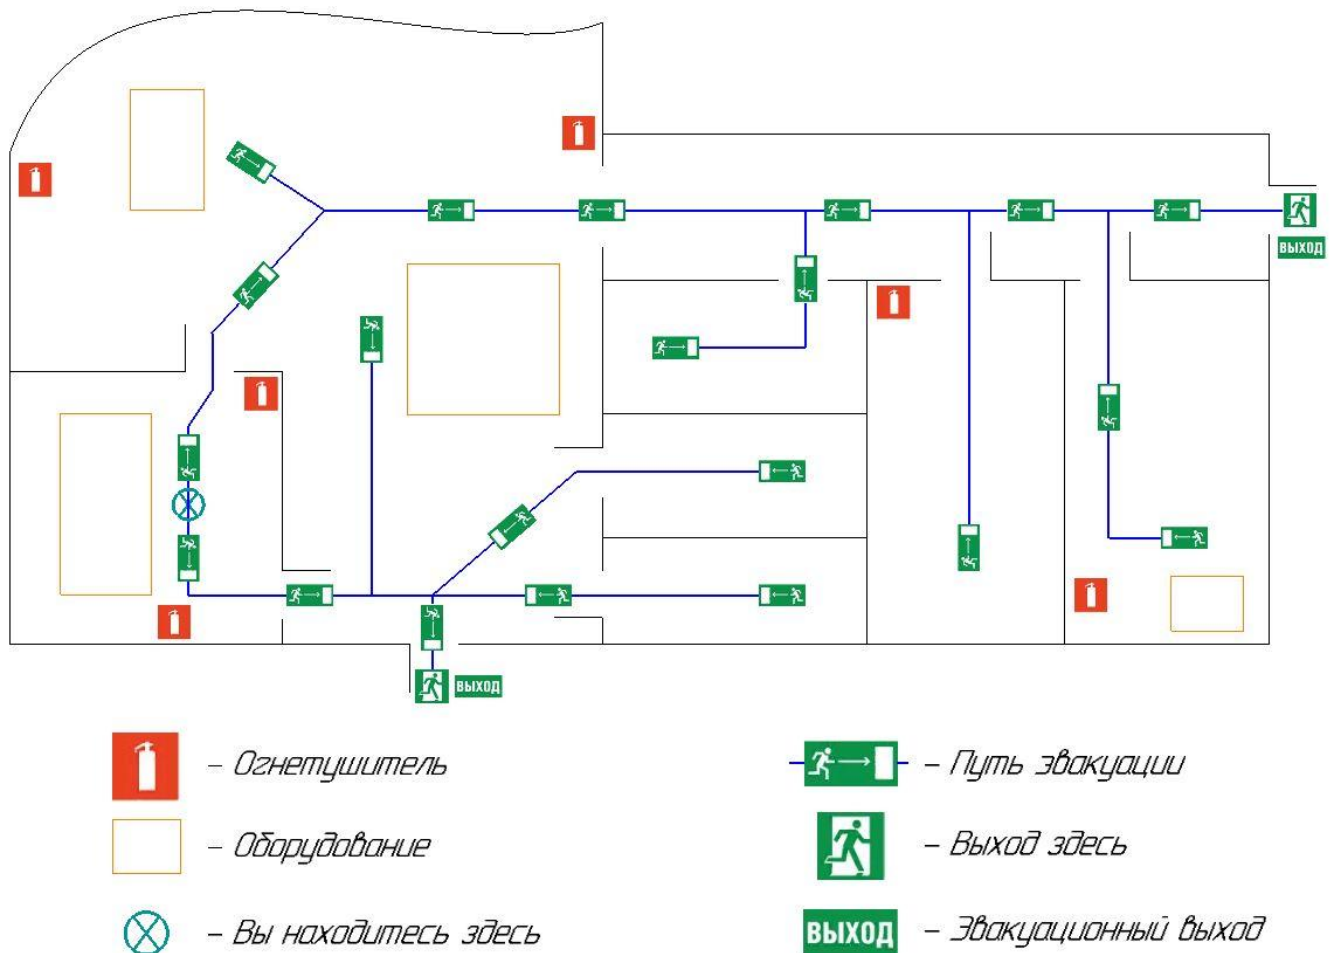 ВЫХОД
ВЫХОД
– Огнетушитель
– Путь эвакуации
– Оборудование
– Выход здесь
– Вы находитесь здесь
ВЫХОД
– Эвакуационный выход